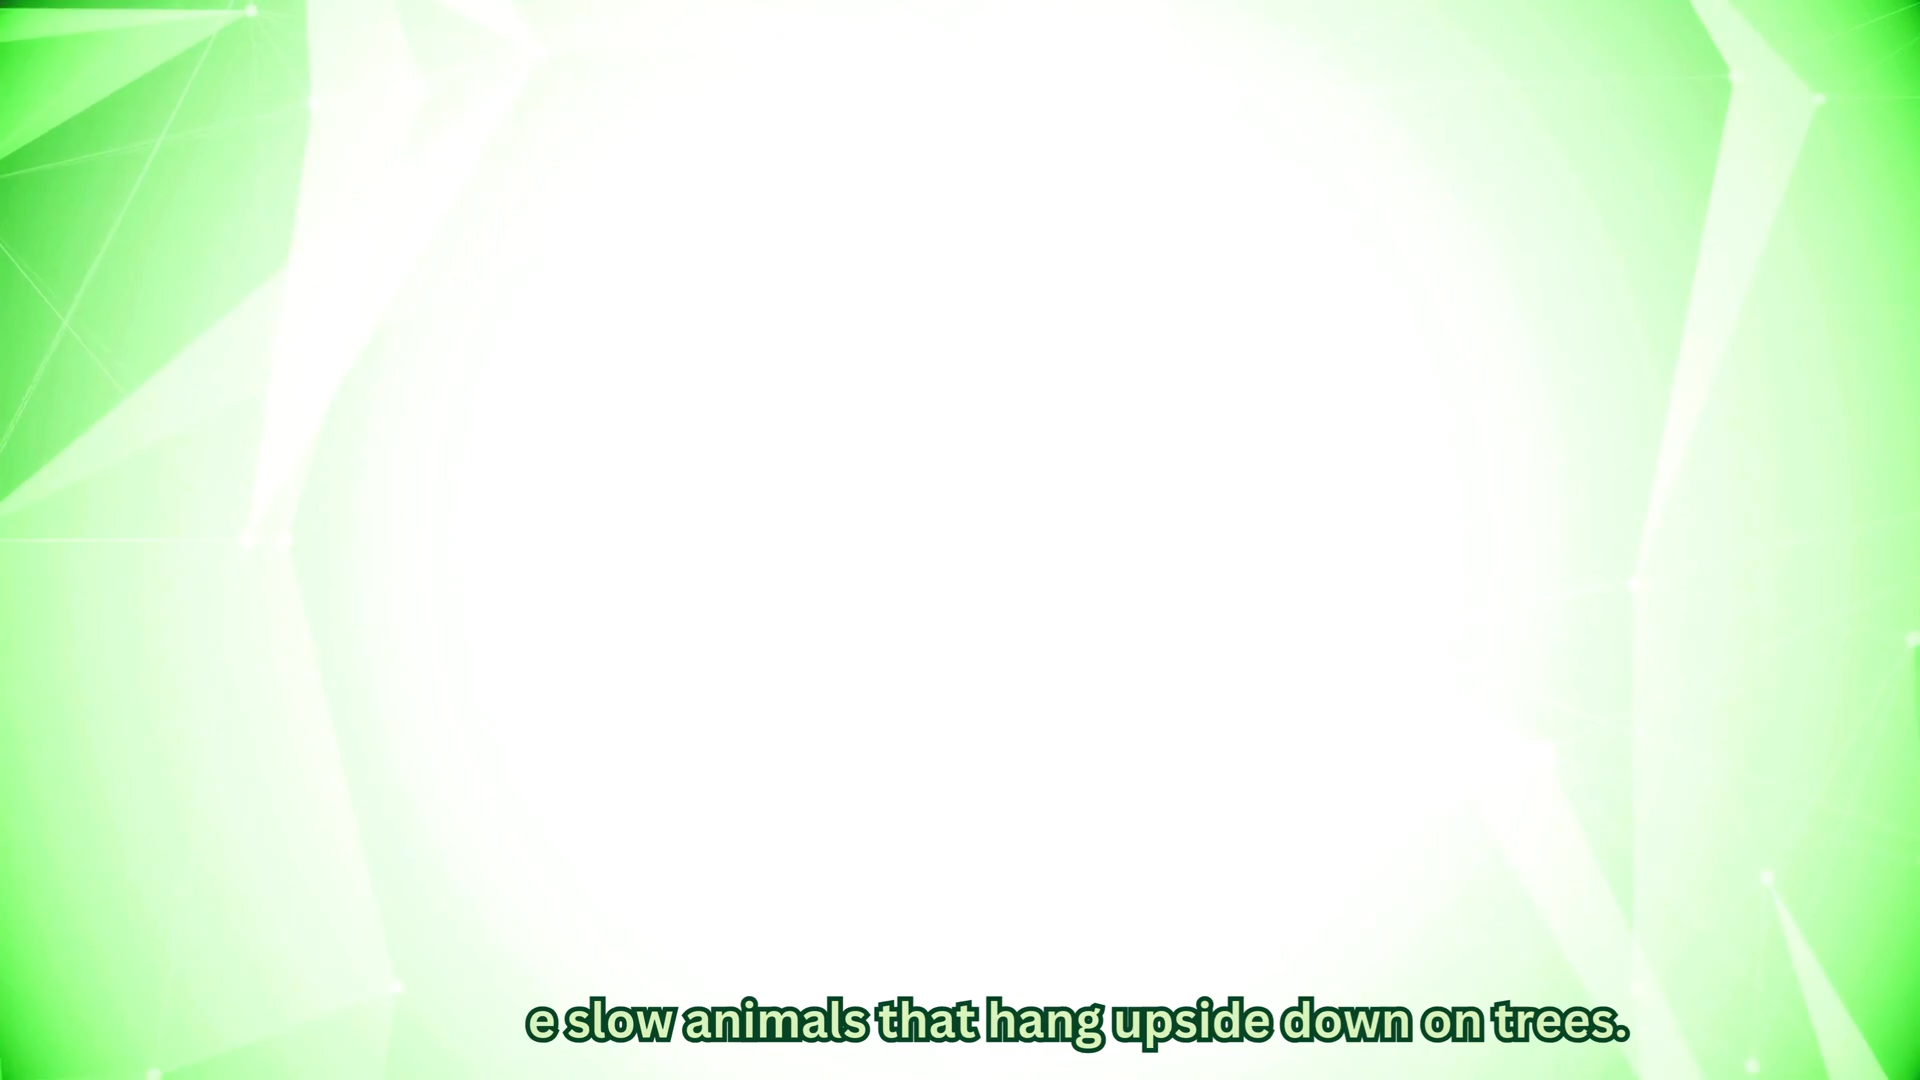 e slow animals that hang upside down on trees.